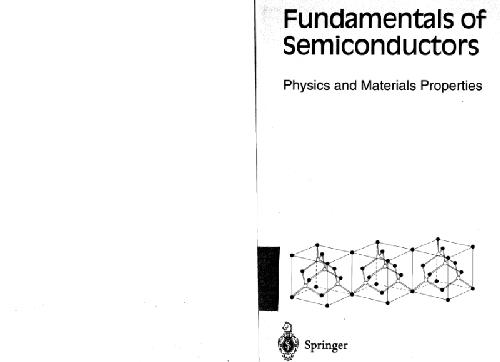 Fundamentals of
Semiconductors
Physics and Materials Properties
Springer